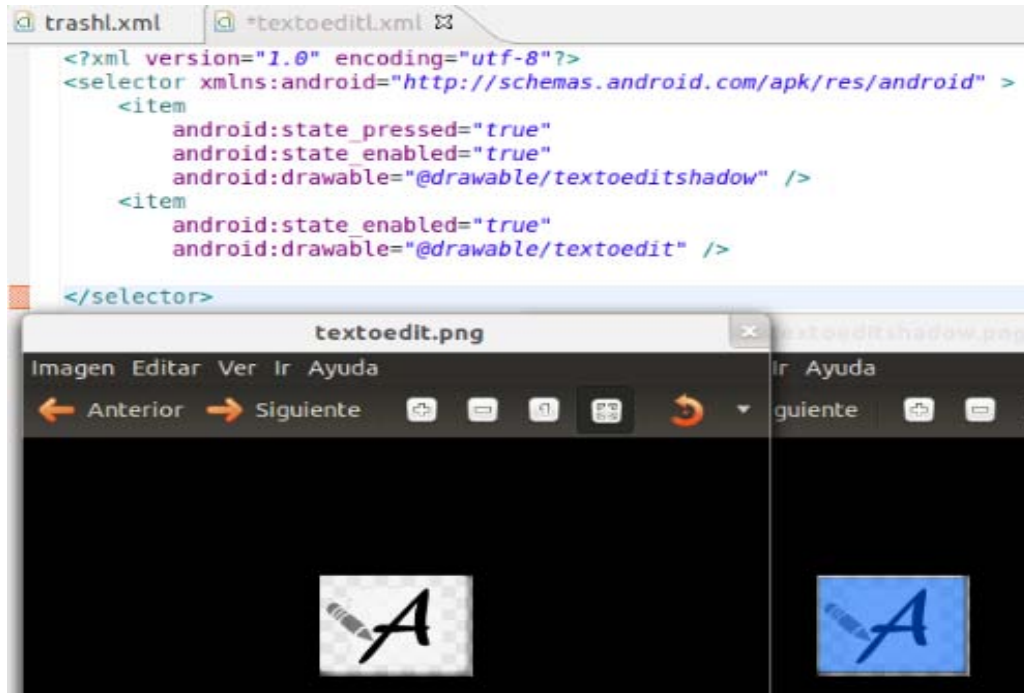 trashl.xml
*textoeditl.xml
<?xml version="1.0" encoding="utf-8"?>
<selector xmlns:android="http://schemas.android.com/apk/res/android" >
<item
android:state_pressed="true"
android:state_enabled="true"
android:drawable="@drawable/textoeditshadow" />
<item
android:state_enabled="true"
android:drawable="@drawable/textoedit" />
</selector>
textoedit.png
textoeditshadow.png
Imagen Editar Ver Ir Ayuda
Ir Ayuda
Anterior Siguiente
guiente
A
A